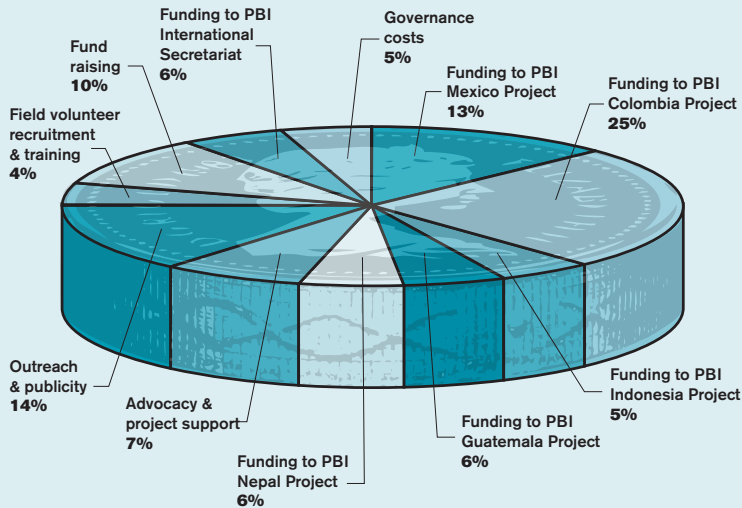 Funding to PBI
International
Secretariat
6%
Governance
costs
5%
Fund
raising
10%
Funding to PBI
Mexico Project
13%
Funding to PBI
Colombia Project
25%
Field volunteer
recruitment
& training
4%
Outreach
& publicity
14%
Advocacy &
project support
7%
Funding to PBI
Nepal Project
6%
Funding to PBI
Guatemala Project
6%
Funding to PBI
Indonesia Project
5%